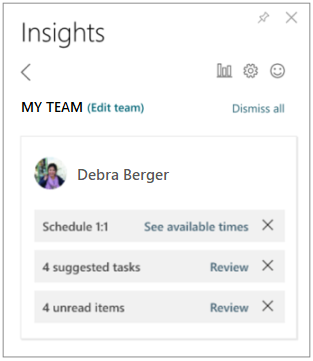 Insights
MY TEAM (Edit team) Dismiss all
Debra Berger
Schedule 1:1 See available times
4 suggested tasks Review
4 unread items Review